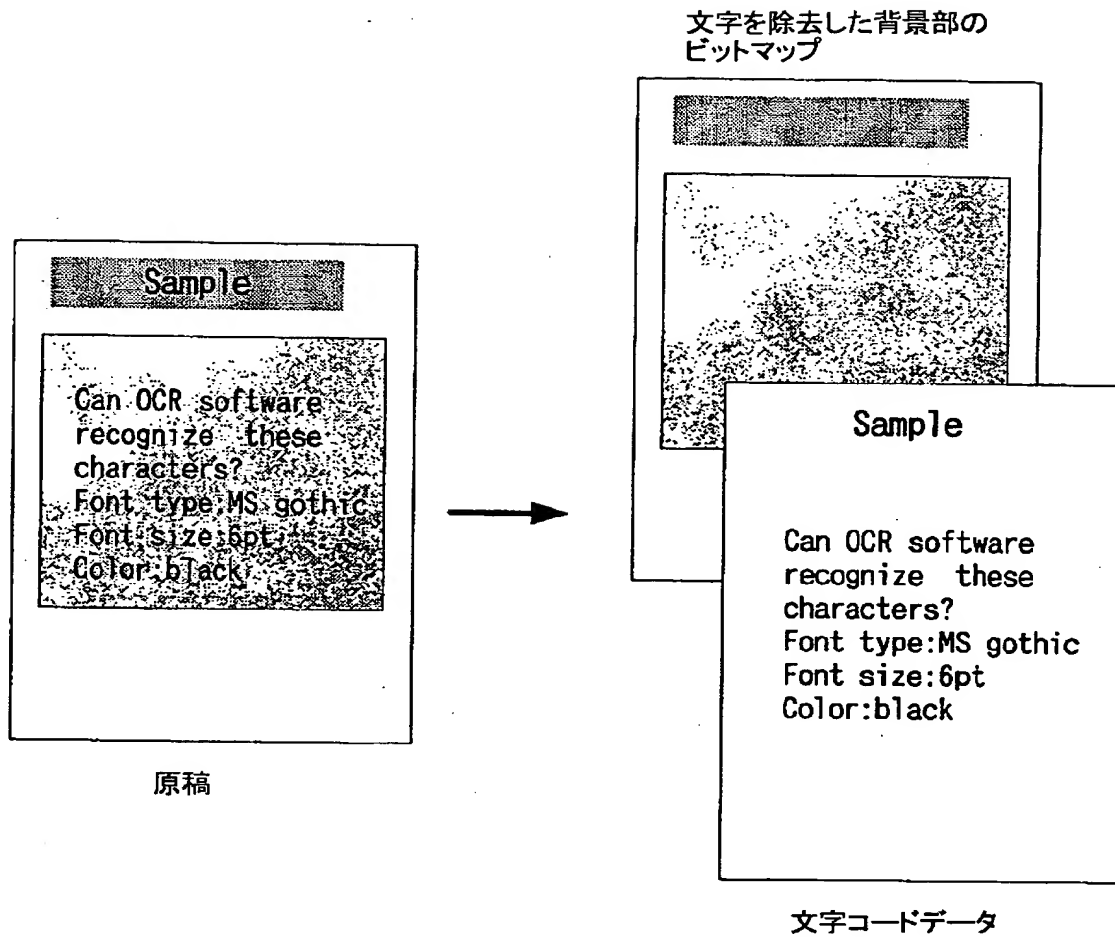 文字を除去した背景部の
ビットマップ
Sample
Can OCR software
recognize these
characters?
Font type:MS gothic
Font size:6pt
Color:black
原稿
Sample
Can OCR software
recognize these
characters?
Font type:MS gothic
Font size:6pt
Color:black
文字コードデータ